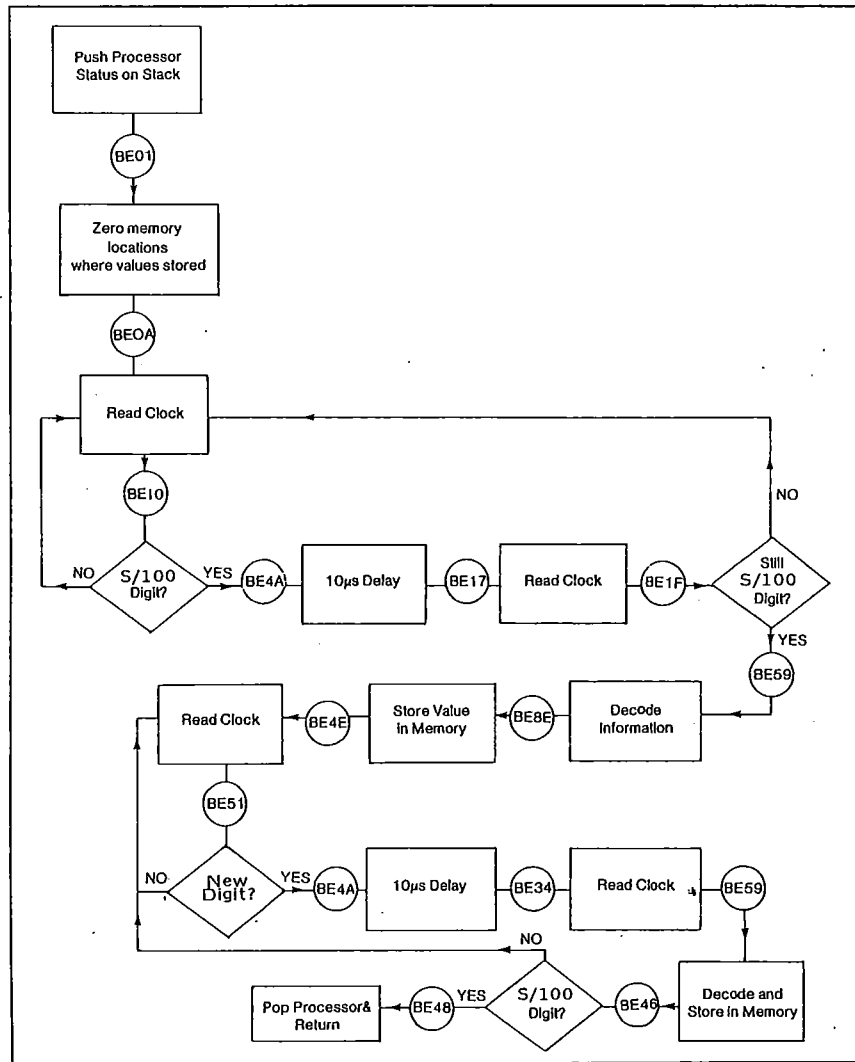 Push Processor
Status on Stack
BE01
Zero memory
locations
where values stored
BEOA
Read Clock
BE10
NO
S/100
Digit?
YES
BE4A
10µs Delay
BE17
Read Clock
BE1F
Still
S/100
Digit?
NO
YES
BE59
Decode
Information
BE8E
Store Value
in Memory
BE4E
Read Clock
BE51
NO
New
Digit?
YES
BE4A
10µs Delay
BE34
Read Clock
BE59
Decode and
Store in Memory
BE46
S/100
Digit?
NO
YES
BE48
Pop Processor&
Return